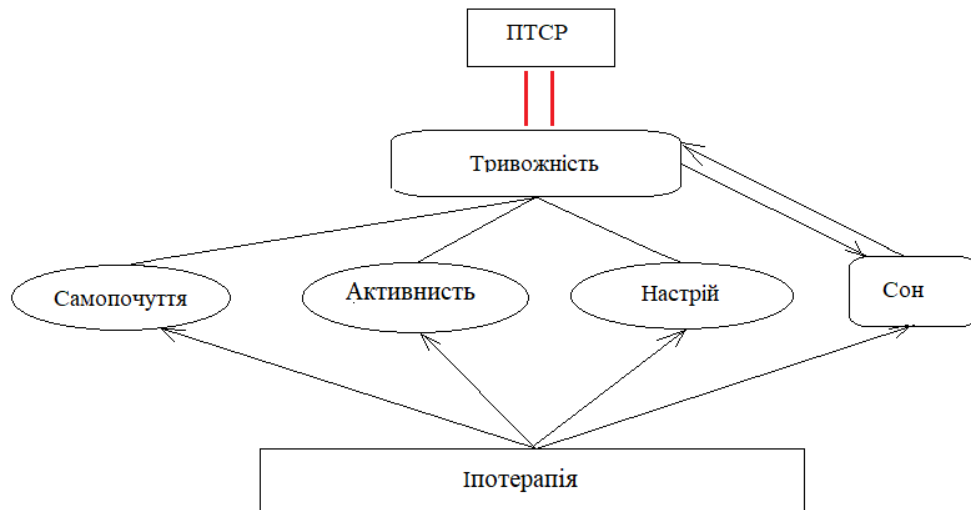 ПТСР
Тривожність
Самопочуття
Активнисть
Настрій
Сон
Іпотерапія